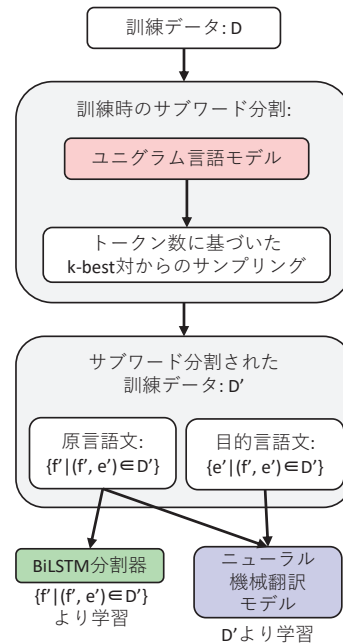 訓練データ: D
訓練時のサブワード分割:
ユニグラム言語モデル
トークン数に基づいた
k-best対からのサンプリング
サブワード分割された
訓練データ: D'
原言語文:
{f'|(f', e')∈D'}
目的言語文:
{e'|(f', e')∈D'}
BiLSTM分割器
{f'|(f', e')∈D'}
より学習
ニューラル
機械翻訳
モデル
D'より学習